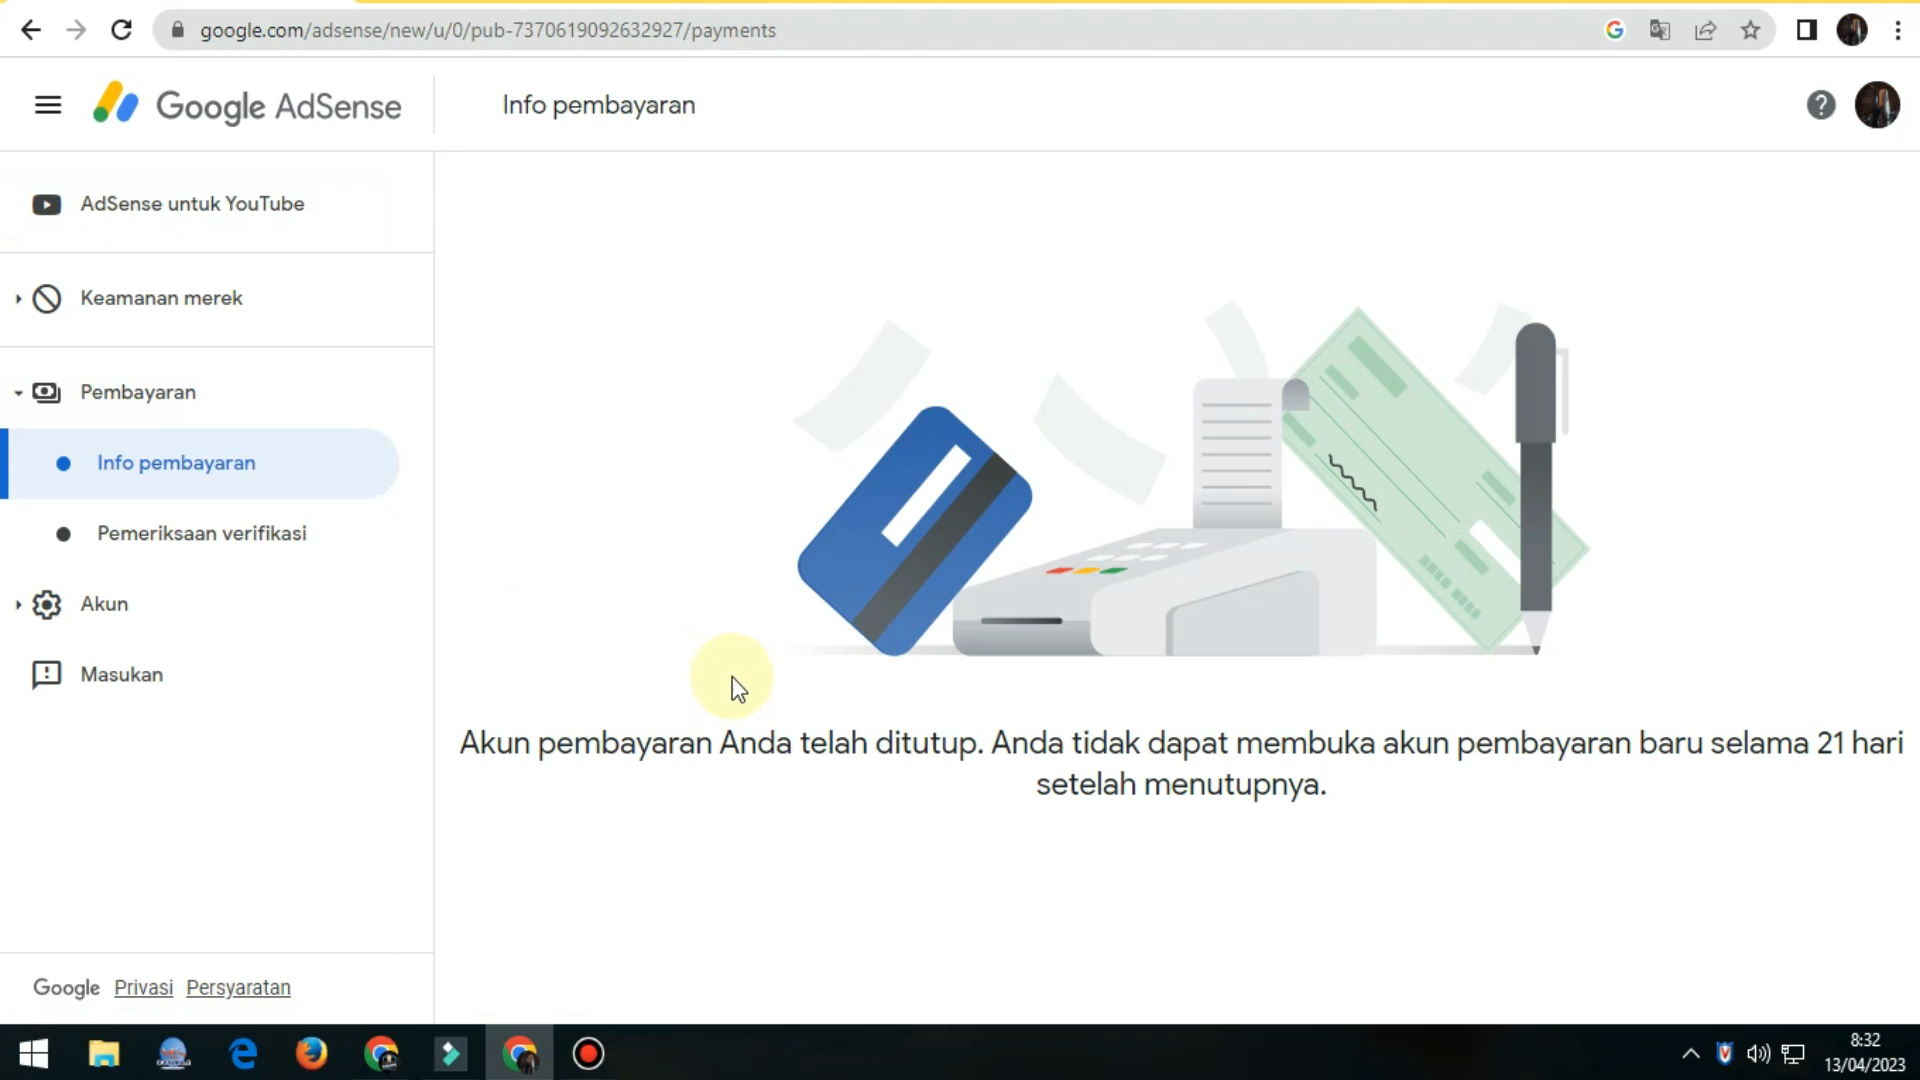 google.com/adsense/new/u/0/pub-7370619092632927/payments
Google AdSense
Info pembayaran
AdSense untuk YouTube
Keamanan merek
Pembayaran
Info pembayaran
Pemeriksaan verifikasi
Akun
Masukan
Akun pembayaran Anda telah ditutup. Anda tidak dapat membuka akun pembayaran baru selama 21 hari
setelah menutupnya.
Google Privasi Persyaratan
8:32
13/04/2023